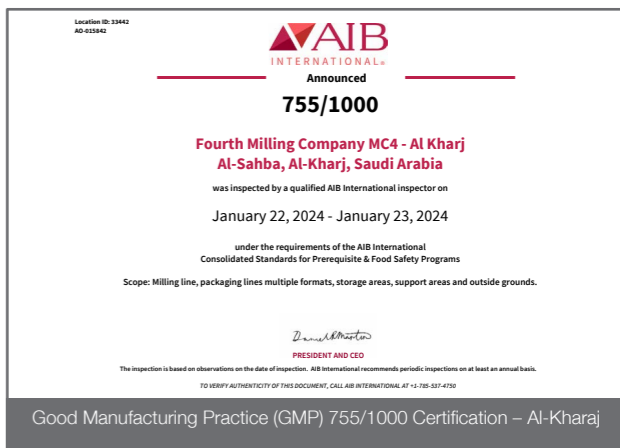 Location ID: 33442
AO-015842
AIB
INTERNATIONAL®
Announced
755/1000
Fourth Milling Company MC4 - Al Kharj
Al-Sahba, Al-Kharj, Saudi Arabia
was inspected by a qualified AIB International inspector on
January 22, 2024 - January 23, 2024
under the requirements of the AIB International
Consolidated Standards for Prerequisite & Food Safety Programs
Scope: Milling line, packaging lines multiple formats, storage areas, support areas and outside grounds.
PRESIDENT AND CEO
The inspection is based on observations on the date of inspection. AIB International recommends periodic inspections on at least an annual basis.
TO VERIFY AUTHENTICITY OF THIS DOCUMENT, CALL AIB INTERNATIONAL AT +1-785-537-4750
Good Manufacturing Practice (GMP) 755/1000 Certification – Al-Kharaj